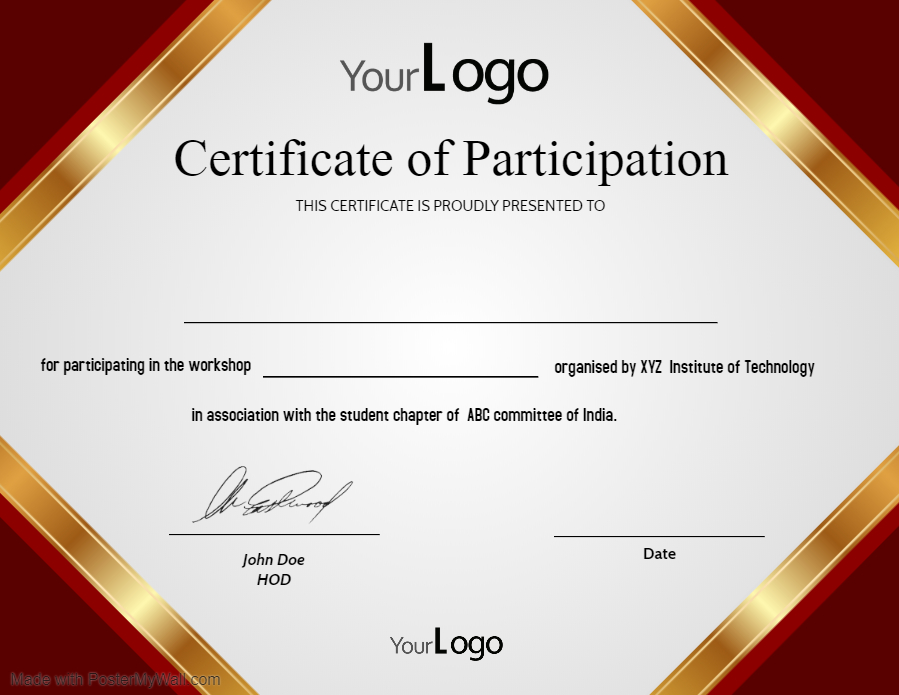 YourLogo
Certificate of Participation
THIS CERTIFICATE IS PROUDLY PRESENTED TO
for participating in the workshop organised by XYZ Institute of Technology
in association with the student chapter of ABC committee of India.
John Doe
HOD
Date
YourLogo
Made with PosterMyWall.com